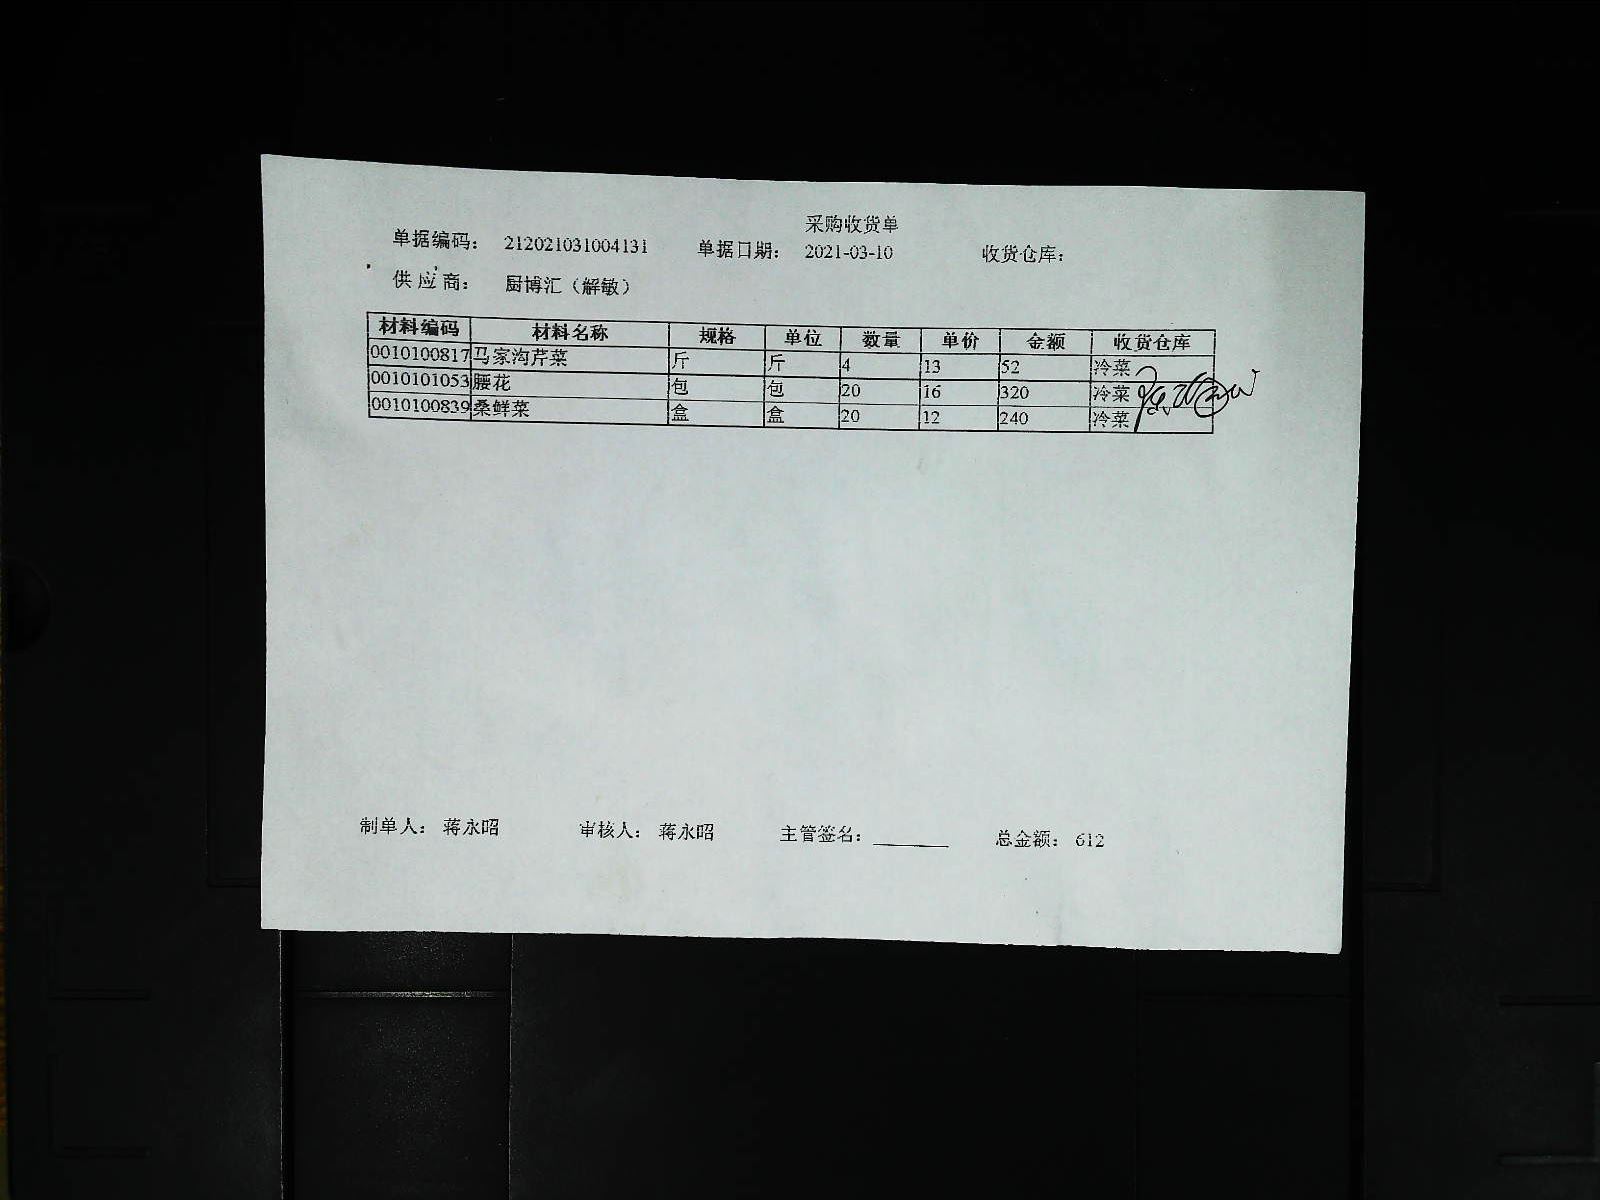 采购收货单
单据编码： 212021031004131 单据日期： 2021-03-10 收货仓库：
供应商： 厨博汇（解敏）
材料编码 材料名称 规格 单位 数量 单价 金额 收货仓库
0010100817 马家沟芹菜 斤 斤 4 13 52 冷菜
0010101053 腰花 包 包 20 16 320 冷菜
0010100839 桑鲜菜 盒 盒 20 12 240 冷菜
制单人： 蒋永昭 审核人： 蒋永昭 主管签名： 总金额： 612